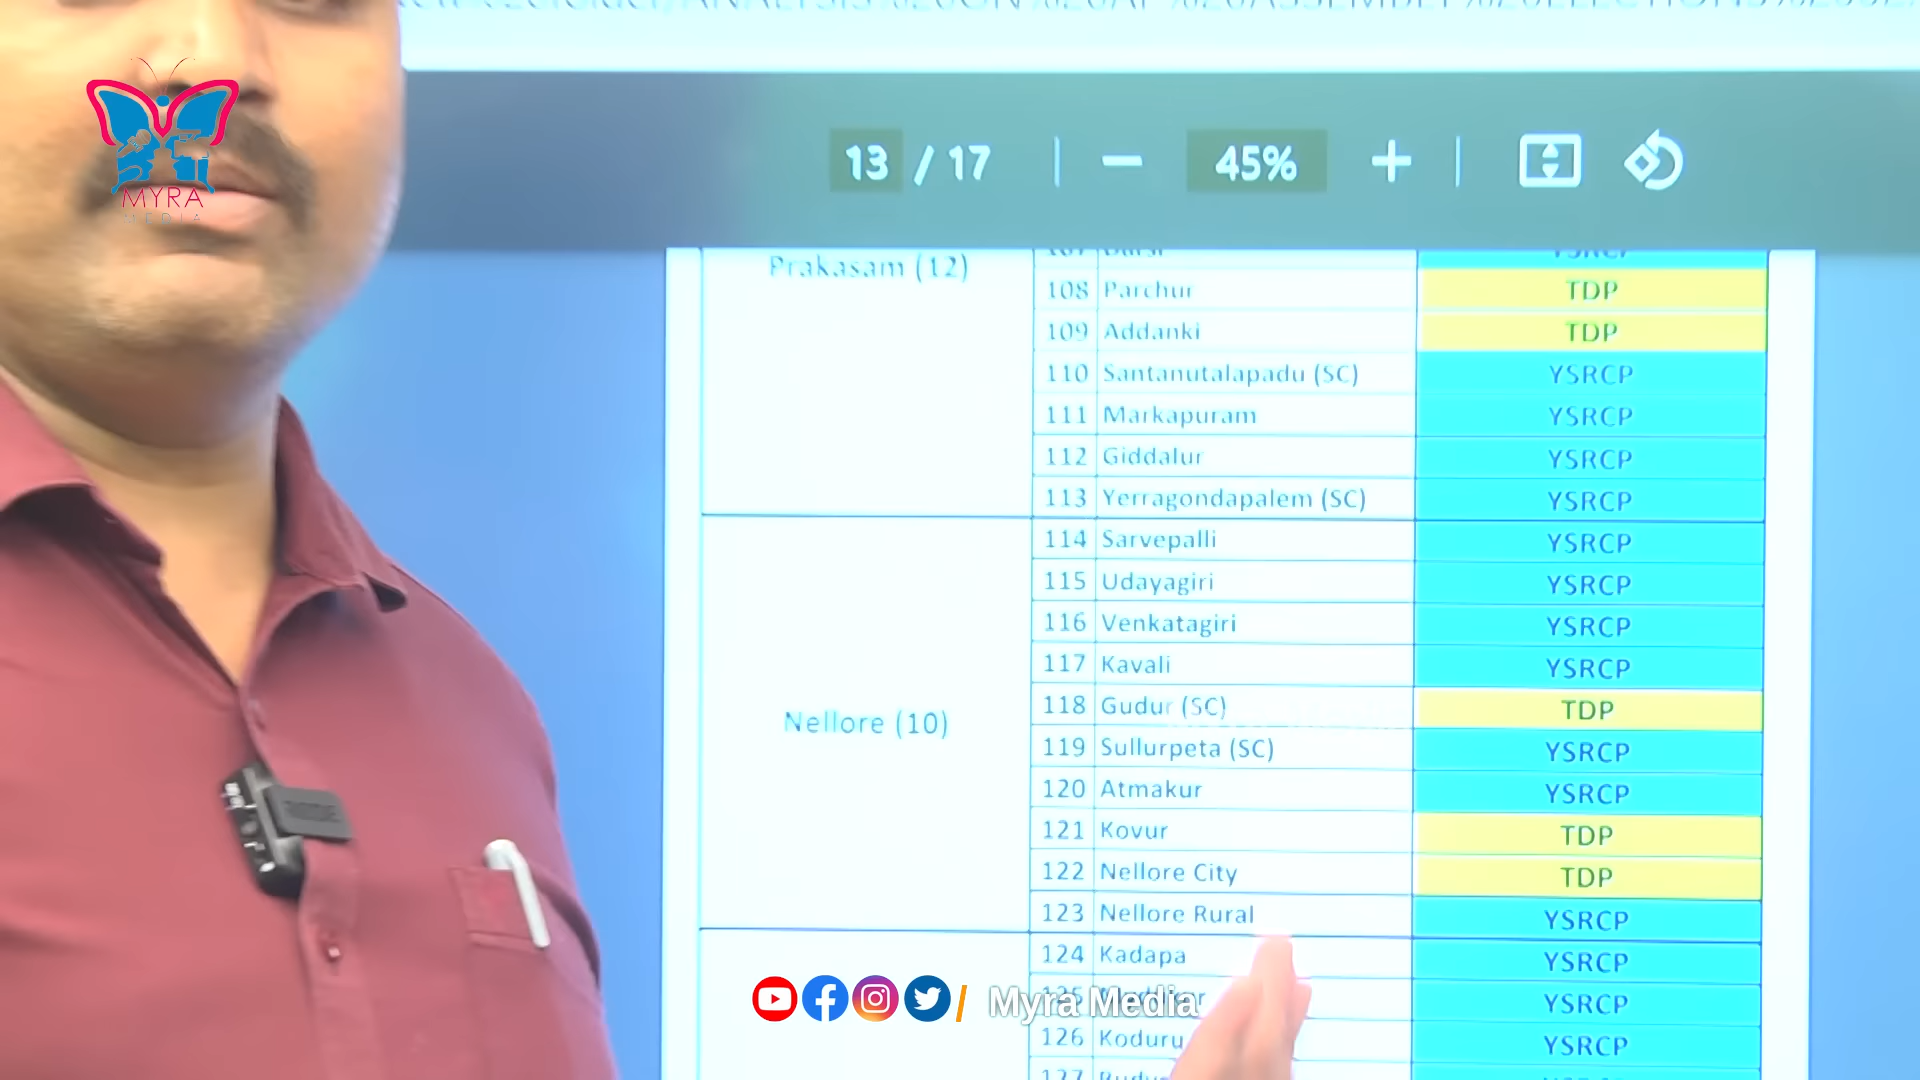 MYRA
MEDIA
13 / 17
45%
Prakasam (12)
YSRCP
108 Parchur TDP
109 Addanki TDP
110 Santanutalapadu (SC) YSRCP
111 Markapuram YSRCP
112 Giddalur YSRCP
113 Yerragondapalem (SC) YSRCP
Nellore (10)
114 Sarvepalli YSRCP
115 Udayagiri YSRCP
116 Venkatagiri YSRCP
117 Kavali YSRCP
118 Gudur (SC) TDP
119 Sullurpeta (SC) YSRCP
120 Atmakur YSRCP
121 Kovur TDP
122 Nellore City TDP
123 Nellore Rural YSRCP
124 Kadapa YSRCP
YSRCP
126 Koduru YSRCP
/ Myra Media